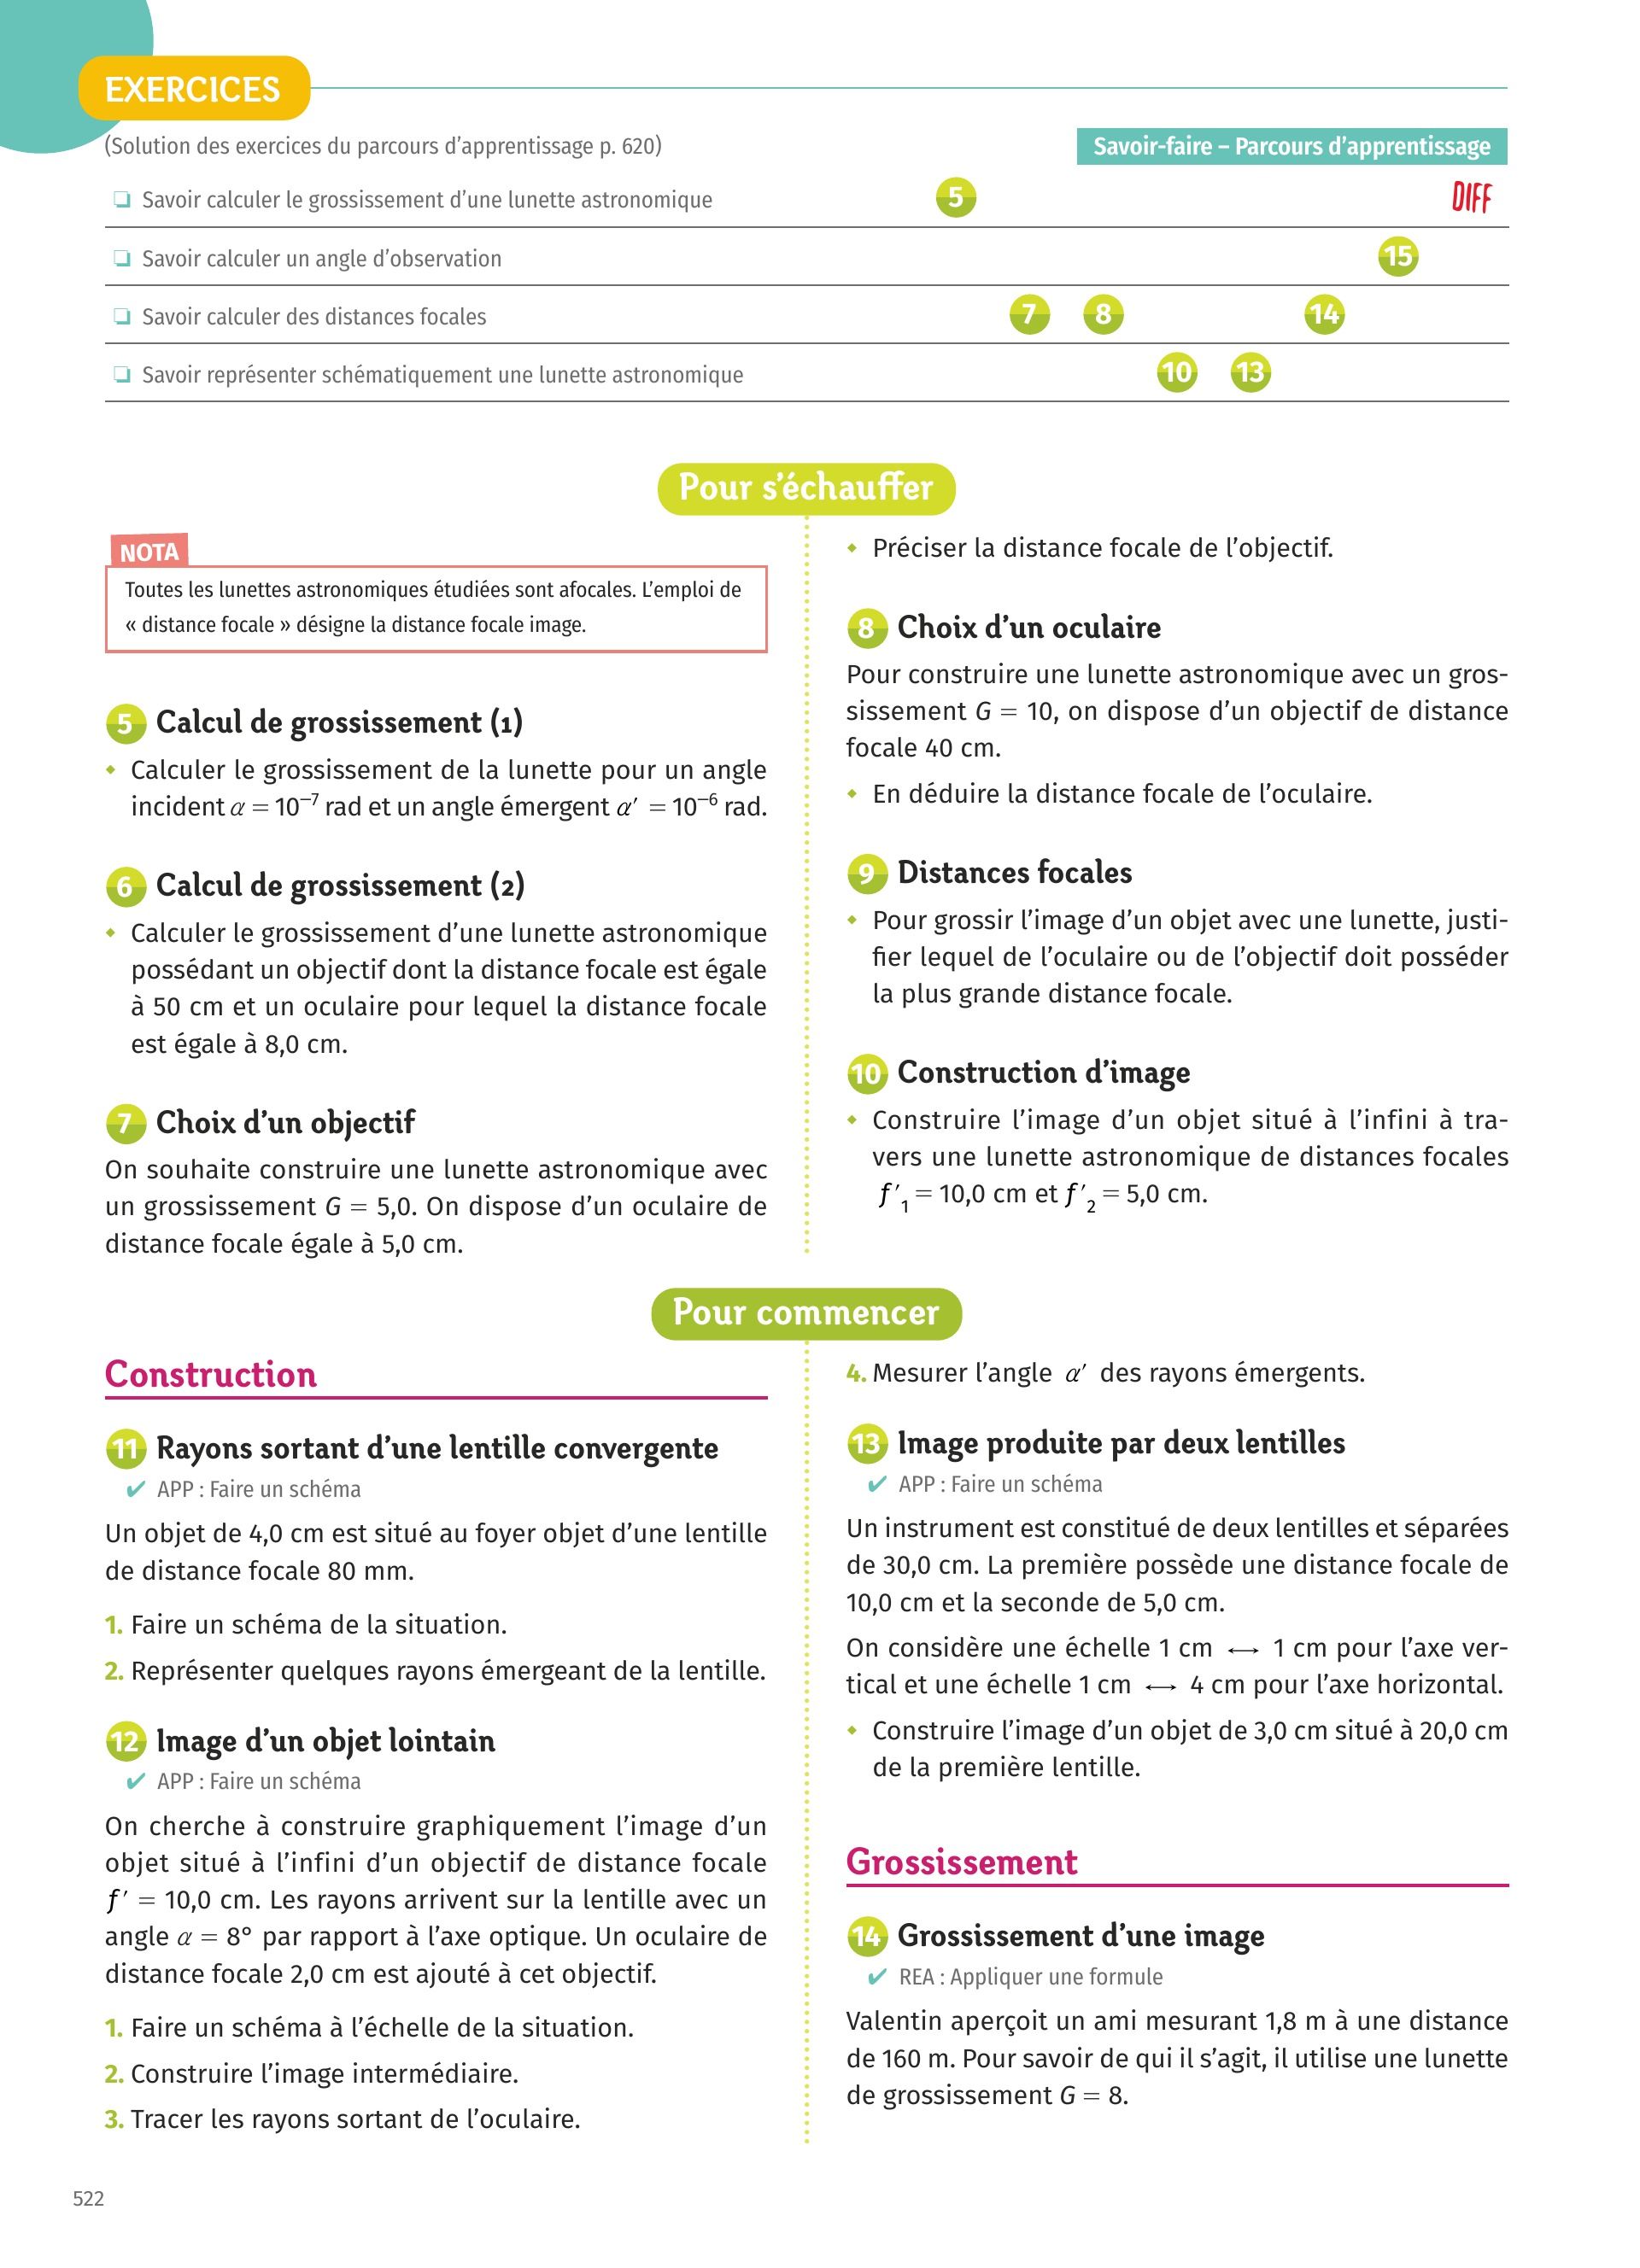 EXERCICES
(Solution des exercices du parcours d’apprentissage p. 620)
Savoir-faire – Parcours d’apprentissage
❏ Savoir calculer le grossissement d’une lunette astronomique 5 DIFF
❏ Savoir calculer un angle d’observation 15
❏ Savoir calculer des distances focales 7 8 14
❏ Savoir représenter schématiquement une lunette astronomique 10 13
Pour s’échauffer
NOTA
Toutes les lunettes astronomiques étudiées sont afocales. L’emploi de
« distance focale » désigne la distance focale image.
5 Calcul de grossissement (1)
• Calculer le grossissement de la lunette pour un angle
incident α = 10⁻⁷ rad et un angle émergent α′ = 10⁻⁶ rad.
6 Calcul de grossissement (2)
• Calculer le grossissement d’une lunette astronomique
possédant un objectif dont la distance focale est égale
à 50 cm et un oculaire pour lequel la distance focale
est égale à 8,0 cm.
7 Choix d’un objectif
On souhaite construire une lunette astronomique avec
un grossissement G = 5,0. On dispose d’un oculaire de
distance focale égale à 5,0 cm.
• Préciser la distance focale de l’objectif.
8 Choix d’un oculaire
Pour construire une lunette astronomique avec un gros-
sissement G = 10, on dispose d’un objectif de distance
focale 40 cm.
• En déduire la distance focale de l’oculaire.
9 Distances focales
• Pour grossir l’image d’un objet avec une lunette, justi-
fier lequel de l’oculaire ou de l’objectif doit posséder
la plus grande distance focale.
10 Construction d’image
• Construire l’image d’un objet situé à l’infini à tra-
vers une lunette astronomique de distances focales
f′₁ = 10,0 cm et f′₂ = 5,0 cm.
Pour commencer
Construction
11 Rayons sortant d’une lentille convergente
✔ APP : Faire un schéma
Un objet de 4,0 cm est situé au foyer objet d’une lentille
de distance focale 80 mm.
1. Faire un schéma de la situation.
2. Représenter quelques rayons émergeant de la lentille.
12 Image d’un objet lointain
✔ APP : Faire un schéma
On cherche à construire graphiquement l’image d’un
objet situé à l’infini d’un objectif de distance focale
f′ = 10,0 cm. Les rayons arrivent sur la lentille avec un
angle α = 8° par rapport à l’axe optique. Un oculaire de
distance focale 2,0 cm est ajouté à cet objectif.
1. Faire un schéma à l’échelle de la situation.
2. Construire l’image intermédiaire.
3. Tracer les rayons sortant de l’oculaire.
4. Mesurer l’angle α′ des rayons émergents.
13 Image produite par deux lentilles
✔ APP : Faire un schéma
Un instrument est constitué de deux lentilles et séparées
de 30,0 cm. La première possède une distance focale de
10,0 cm et la seconde de 5,0 cm.
On considère une échelle 1 cm ⟷ 1 cm pour l’axe ver-
tical et une échelle 1 cm ⟷ 4 cm pour l’axe horizontal.
• Construire l’image d’un objet de 3,0 cm situé à 20,0 cm
de la première lentille.
Grossissement
14 Grossissement d’une image
✔ REA : Appliquer une formule
Valentin aperçoit un ami mesurant 1,8 m à une distance
de 160 m. Pour savoir de qui il s’agit, il utilise une lunette
de grossissement G = 8.
522